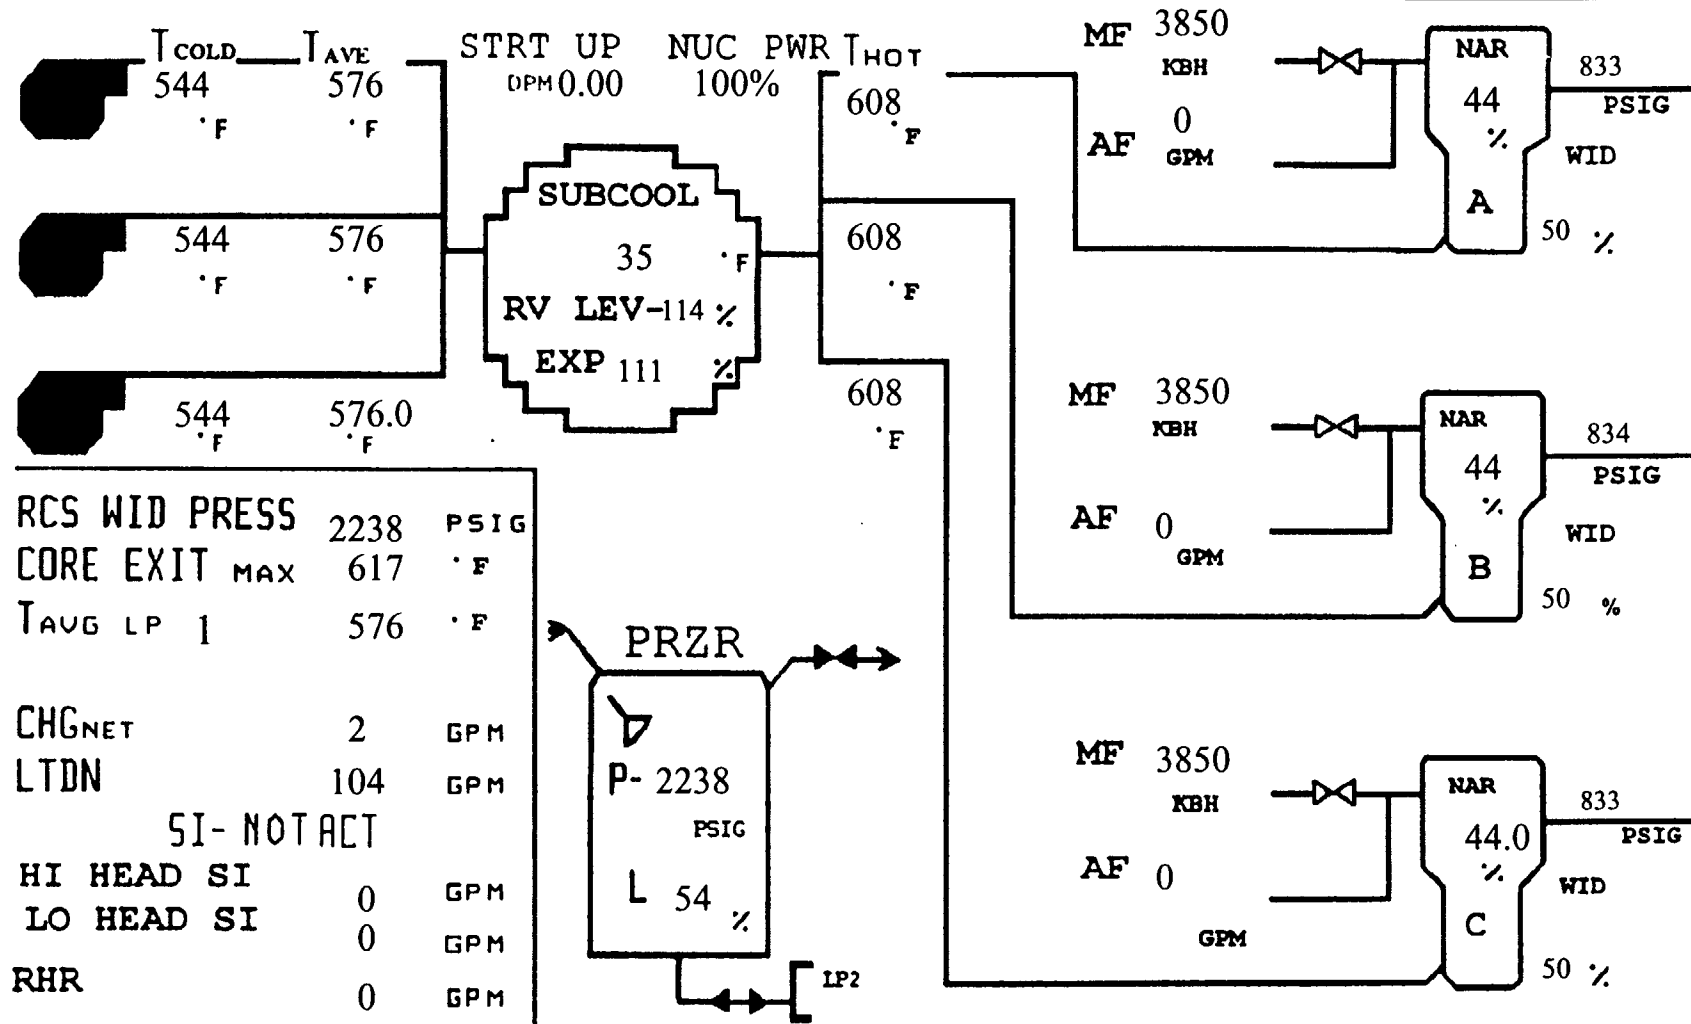 TCOLD TAVE STRT UP NUC PWR THOT
544 576 DPM 0.00 100% 608
°F °F °F
544 576 608
°F °F °F
544 576.0 608
°F °F °F
SUBCOOL
35 °F
RV LEV-114 %
EXP 111 %
RCS WID PRESS 2238 PSIG
CORE EXIT MAX 617 °F
TAVG LP 1 576 °F
CHGNET 2 GPM
LTDN 104 GPM
SI- NOT ACT
HI HEAD SI 0 GPM
LO HEAD SI 0 GPM
RHR 0 GPM
PRZR
P- 2238
PSIG
L 54 %
LP2
MF 3850
KBH
AF 0
GPM
NAR
44
%
A
833
PSIG
WID
50 %
MF 3850
KBH
AF 0
GPM
NAR
44
%
B
834
PSIG
WID
50 %
MF 3850
KBH
AF 0
GPM
NAR
44.0
%
C
833
PSIG
WID
50 %